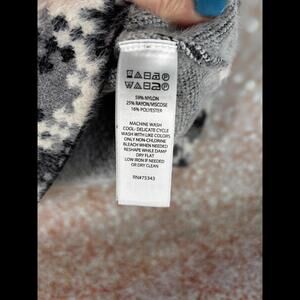 59% NYLON
25% RAYON/VISCOSE
16% POLYESTER
MACHINE WASH
COOL- DELICATE CYCLE
WASH WITH LIKE COLORS
ONLY NON-CHLORINE
BLEACH WHEN NEEDED
RESHAPE WHILE DAMP
DRY FLAT
LOW IRON IF NEEDED
OR DRY CLEAN
RN#75343